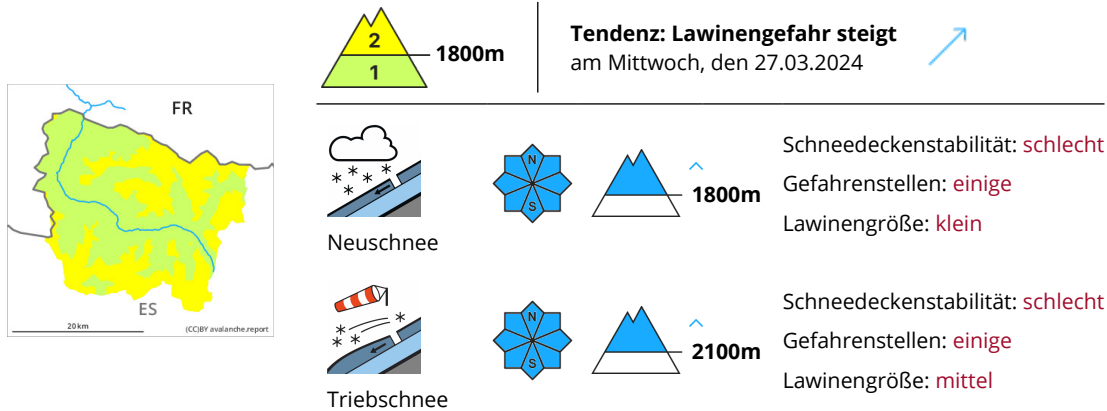 2
1
1800m
Tendenz: Lawinengefahr steigt
am Mittwoch, den 27.03.2024
FR
ES
20 km
(CC)BY avalanche.report
Neuschnee
N
S
1800m
Schneedeckenstabilität: schlecht
Gefahrenstellen: einige
Lawinengröße: klein
Triebschnee
N
S
2100m
Schneedeckenstabilität: schlecht
Gefahrenstellen: einige
Lawinengröße: mittel